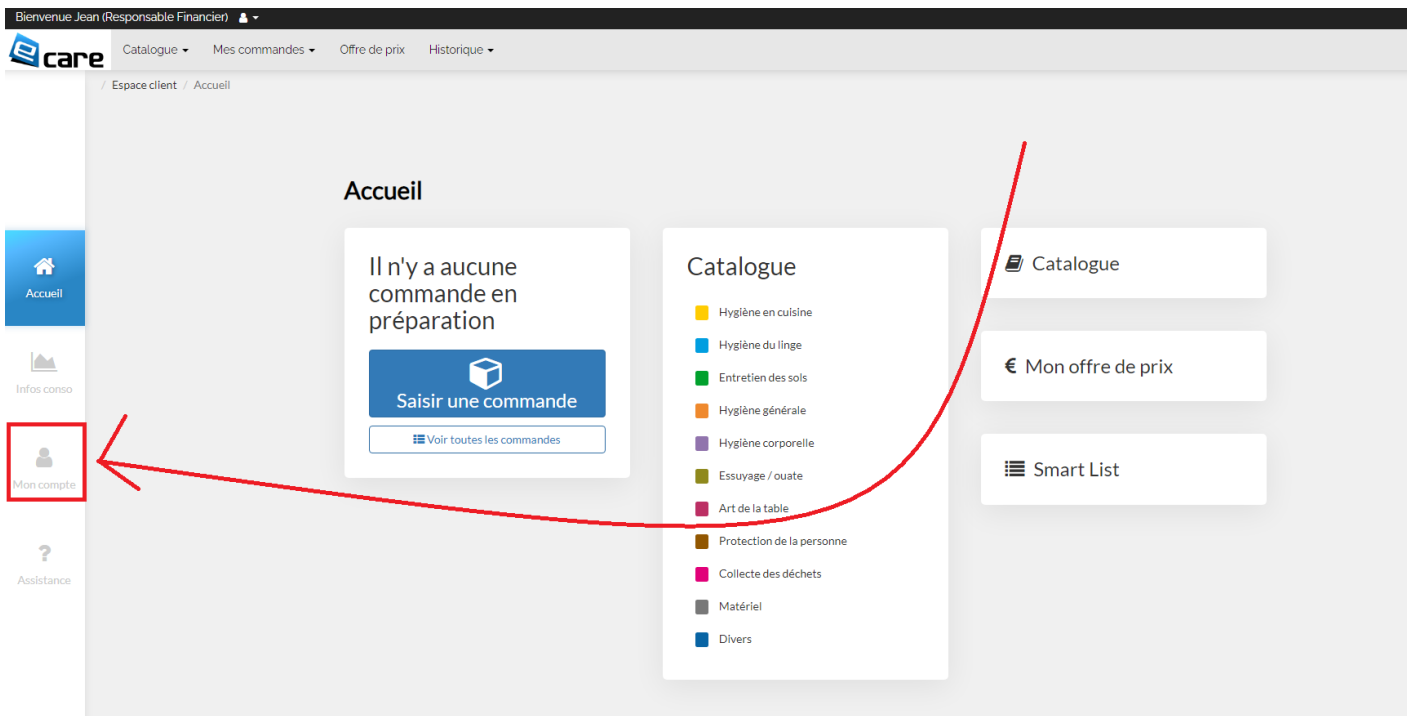 Bienvenue Jean (Responsable Financier)
ecare
Catalogue Mes commandes Offre de prix Historique
/ Espace client / Accueil
Accueil
Infos conso
Mon compte
Assistance
Accueil
Il n'y a aucune
commande en
préparation
Saisir une commande
Voir toutes les commandes
Catalogue
Hygiène en cuisine
Hygiène du linge
Entretien des sols
Hygiène générale
Hygiène corporelle
Essuyage / ouate
Art de la table
Protection de la personne
Collecte des déchets
Matériel
Divers
Catalogue
€ Mon offre de prix
Smart List